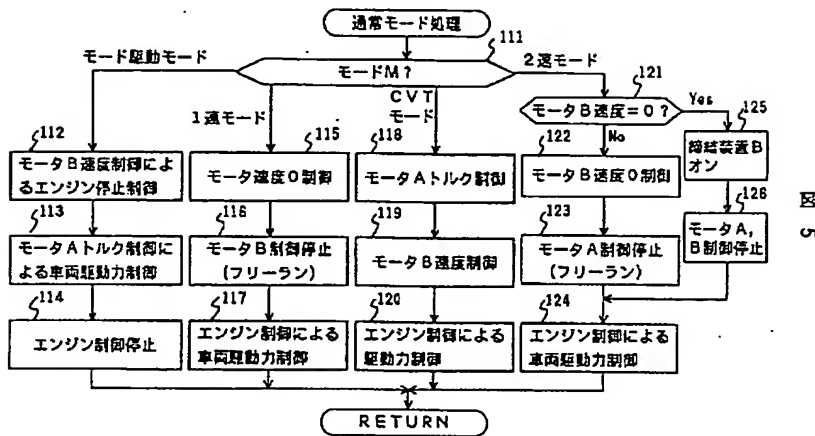 通常モード処理
111
モードM?
モード駆動モード
1速モード
CVT
モード
2速モード
121
モータB速度=0?
Yes
No
112
モータB速度制御によ
るエンジン停止制御
113
モータAトルク制御に
よる車両駆動力制御
114
エンジン制御停止
115
モータ速度0制御
116
モータB制御停止
(フリーラン)
117
エンジン制御による
車両駆動力制御
118
モータAトルク制御
119
モータB速度制御
120
エンジン制御による
駆動力制御
122
モータB速度0制御
123
モータA制御停止
(フリーラン)
124
エンジン制御による
車両駆動力制御
125
締結装置B
オン
126
モータA,
B制御停止
RETURN
図5